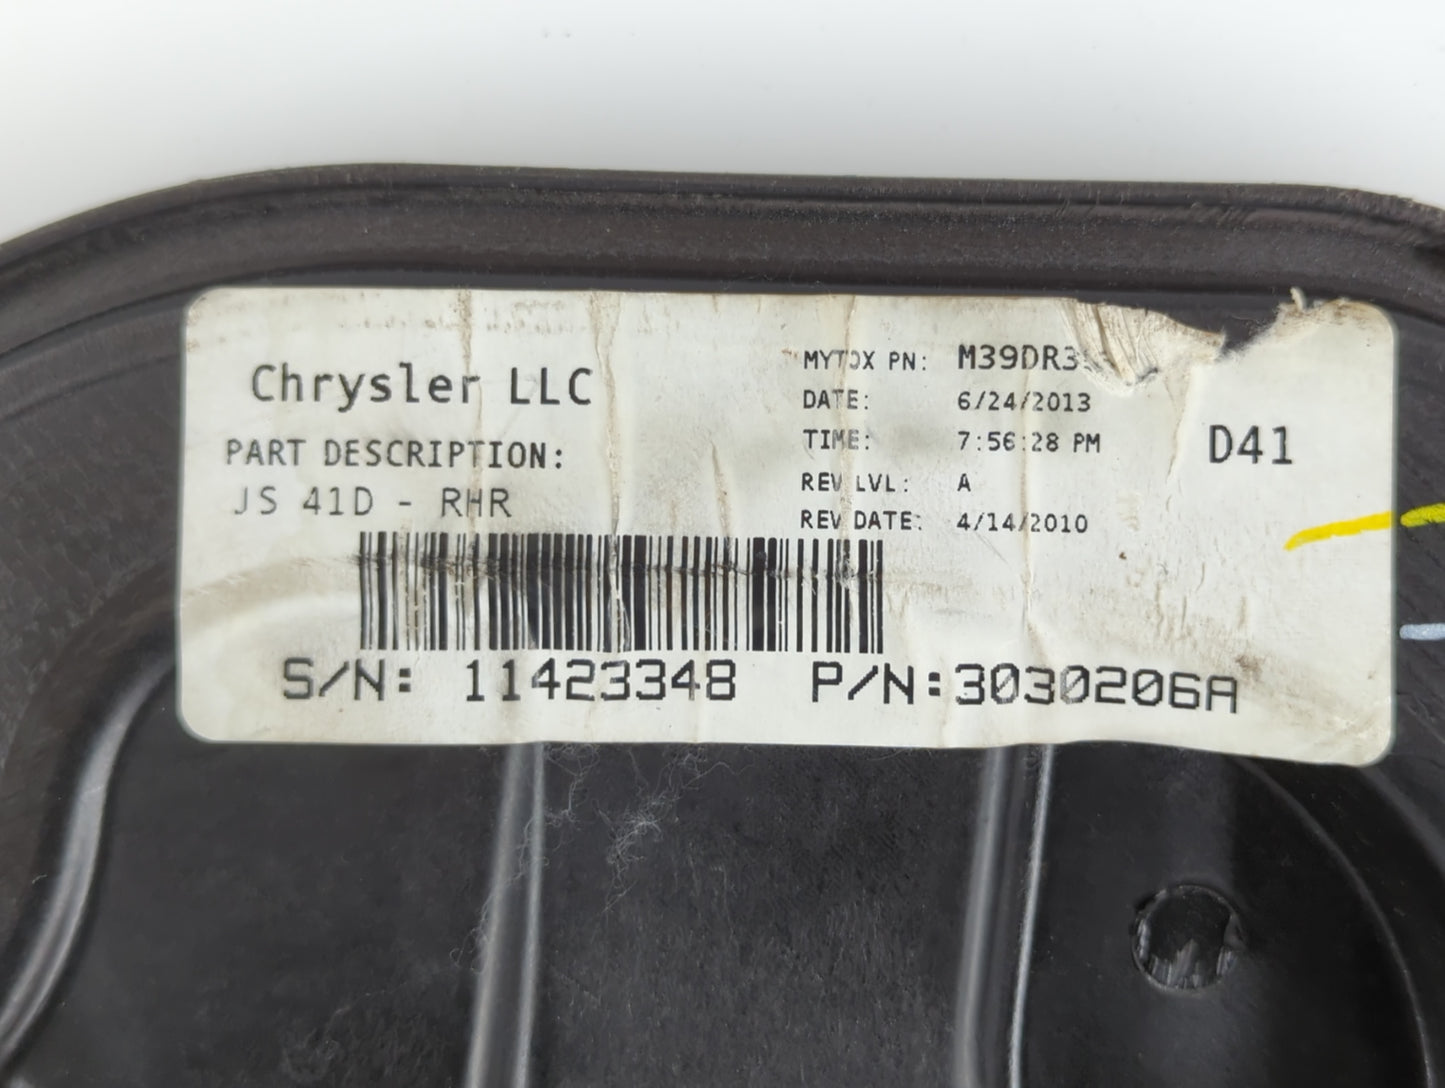 Chrysler LLC
PART DESCRIPTION:
JS 41D - RHR
MYTOX PN:
DATE: 6/24/2013
TIME: 7:56:28 PM
REV LVL: A
REV DATE: 4/14/2010
D41
S/N: 11423348 P/N:3030206A